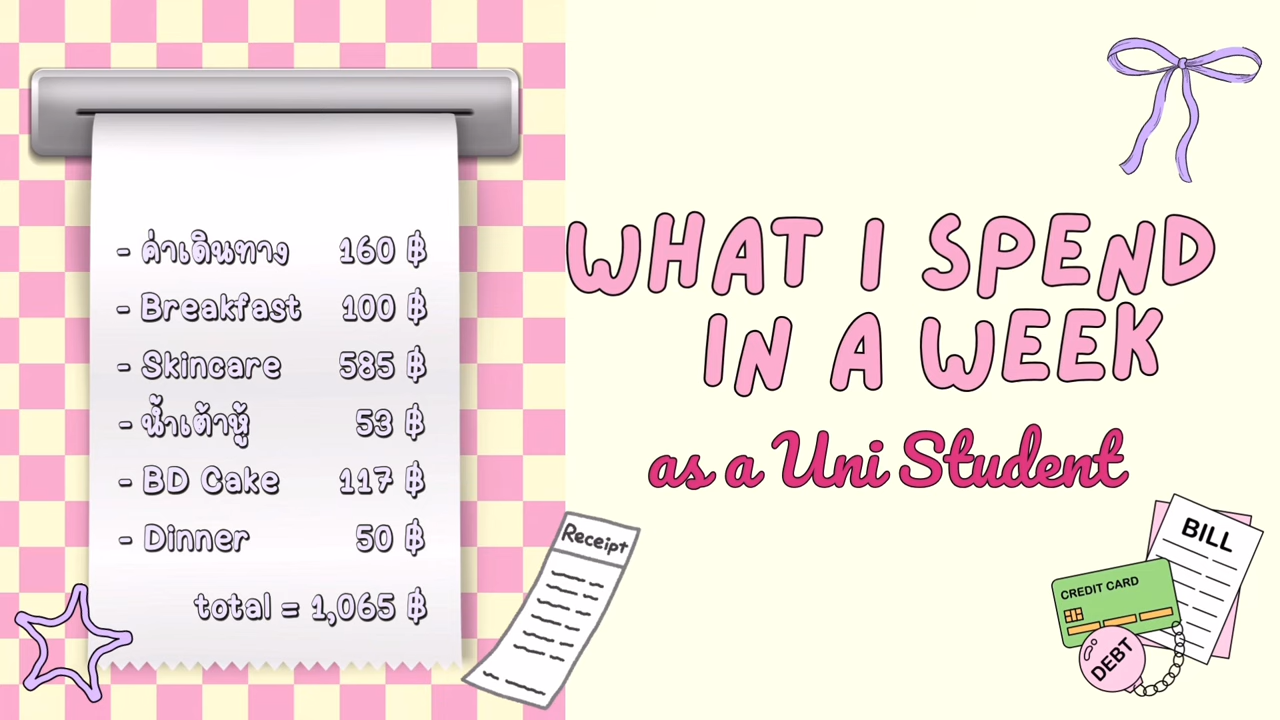 - ค่าเดินทาง 160 ฿
- Breakfast 100 ฿
- Skincare 585 ฿
- น้ำเต้าหู้ 53 ฿
- BD Cake 117 ฿
- Dinner 50 ฿
total = 1,065 ฿
WHAT I SPEND
IN A WEEK
as a Uni Student
Receipt
BILL
CREDIT CARD
DEBT